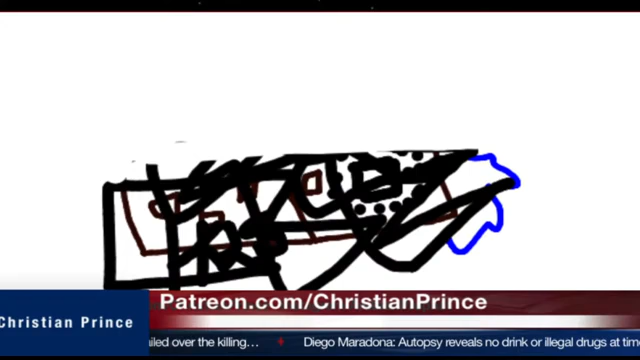 Patreon.com/ChristianPrince
Christian Prince
ailed over the killing… Diego Maradona: Autopsy reveals no drink or illegal drugs at tim